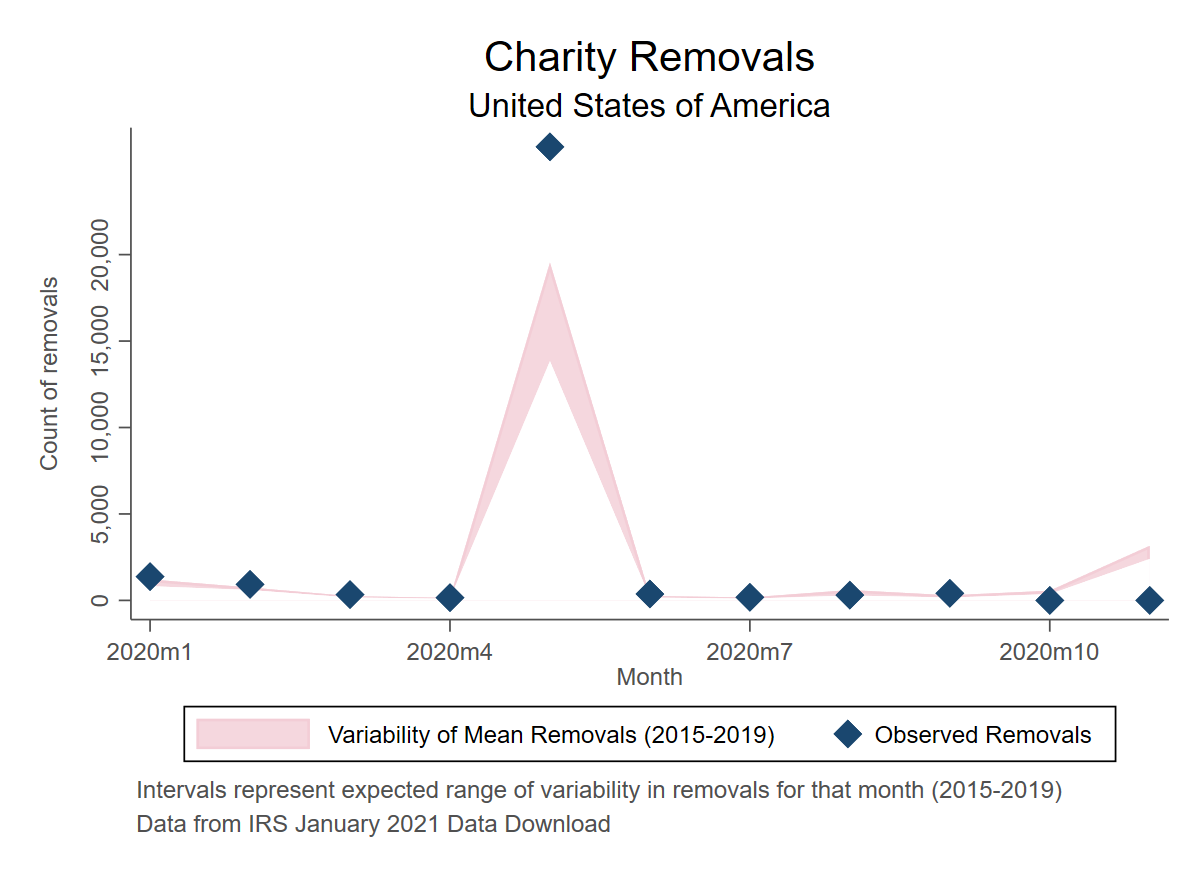 Charity Removals
United States of America
Count of removals
20,000
15,000
10,000
5,000
0
2020m1 2020m4 2020m7 2020m10
Month
Variability of Mean Removals (2015-2019) Observed Removals
Intervals represent expected range of variability in removals for that month (2015-2019)
Data from IRS January 2021 Data Download